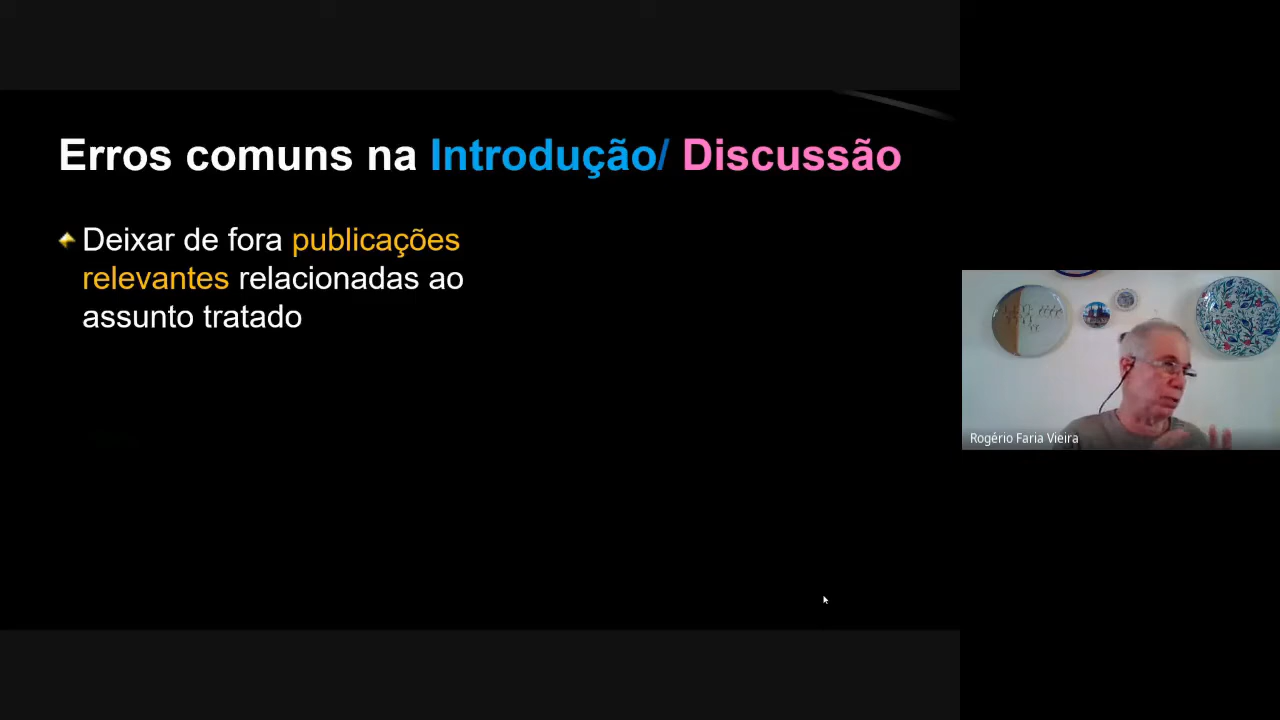 Erros comuns na Introdução/ Discussão
Deixar de fora publicações
relevantes relacionadas ao
assunto tratado
Rogério Faria Vieira